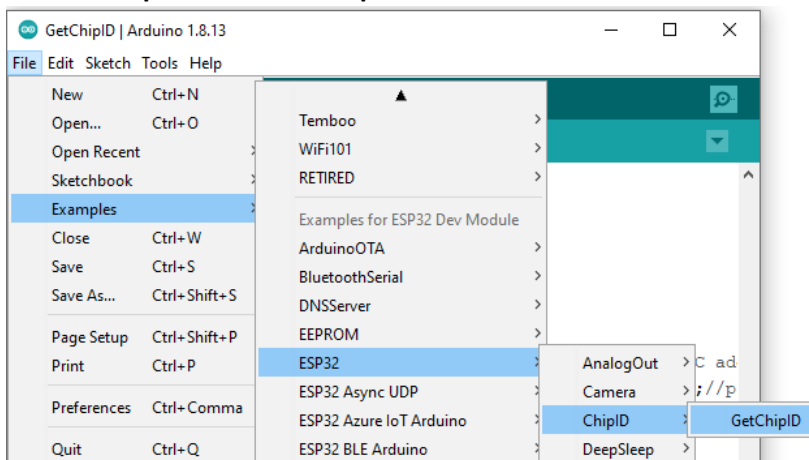 GetChipID | Arduino 1.8.13
File Edit Sketch Tools Help
New Ctrl+N
Open... Ctrl+O
Open Recent
Sketchbook
Examples
Close Ctrl+W
Save Ctrl+S
Save As... Ctrl+Shift+S
Page Setup Ctrl+Shift+P
Print Ctrl+P
Preferences Ctrl+Comma
Quit Ctrl+Q
Temboo
WiFi101
RETIRED
Examples for ESP32 Dev Module
ArduinoOTA
BluetoothSerial
DNSServer
EEPROM
ESP32
ESP32 Async UDP
ESP32 Azure IoT Arduino
ESP32 BLE Arduino
AnalogOut
Camera
ChipID
DeepSleep
GetChipID
C ad
;//p